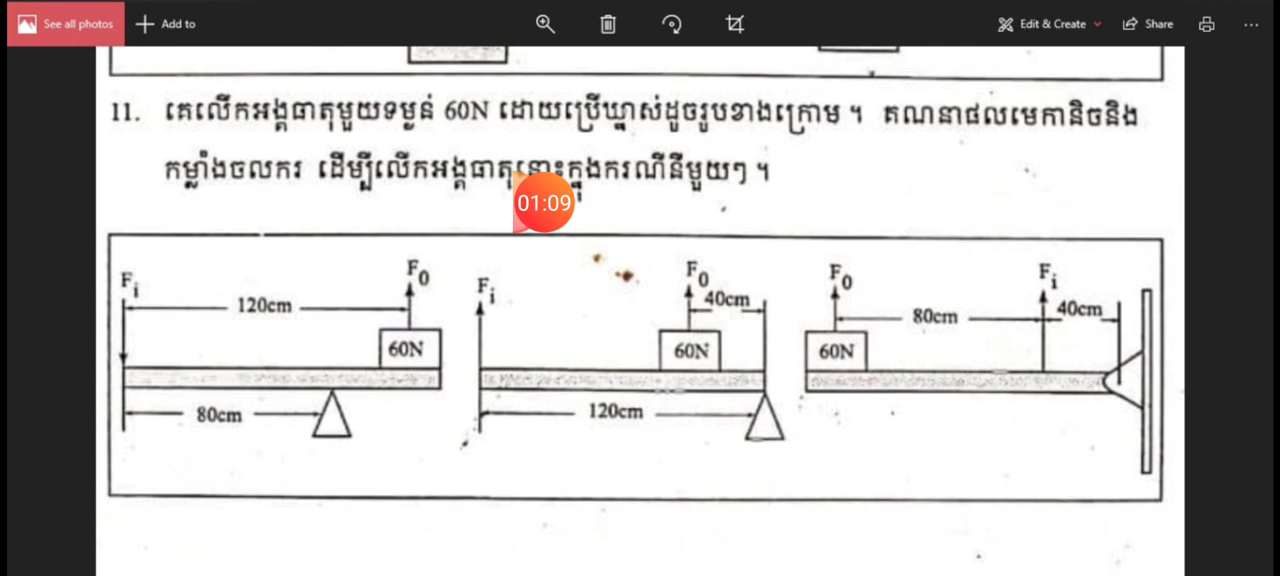 See all photos
Add to
Edit & Create
Share
11. គេលើកអង្គធាតុមួយទម្ងន់ 60N ដោយប្រើឃ្នាស់ដូចរូបខាងក្រោម ។ គណនាផលមេកានិចនិង
កម្លាំងចលករ ដើម្បីលើកអង្គធាតុនោះក្នុងករណីនីមួយៗ ។
01:09
Fi
120cm
F0
60N
80cm
Fi
F0
40cm
60N
120cm
F0
80cm
Fi
40cm
60N